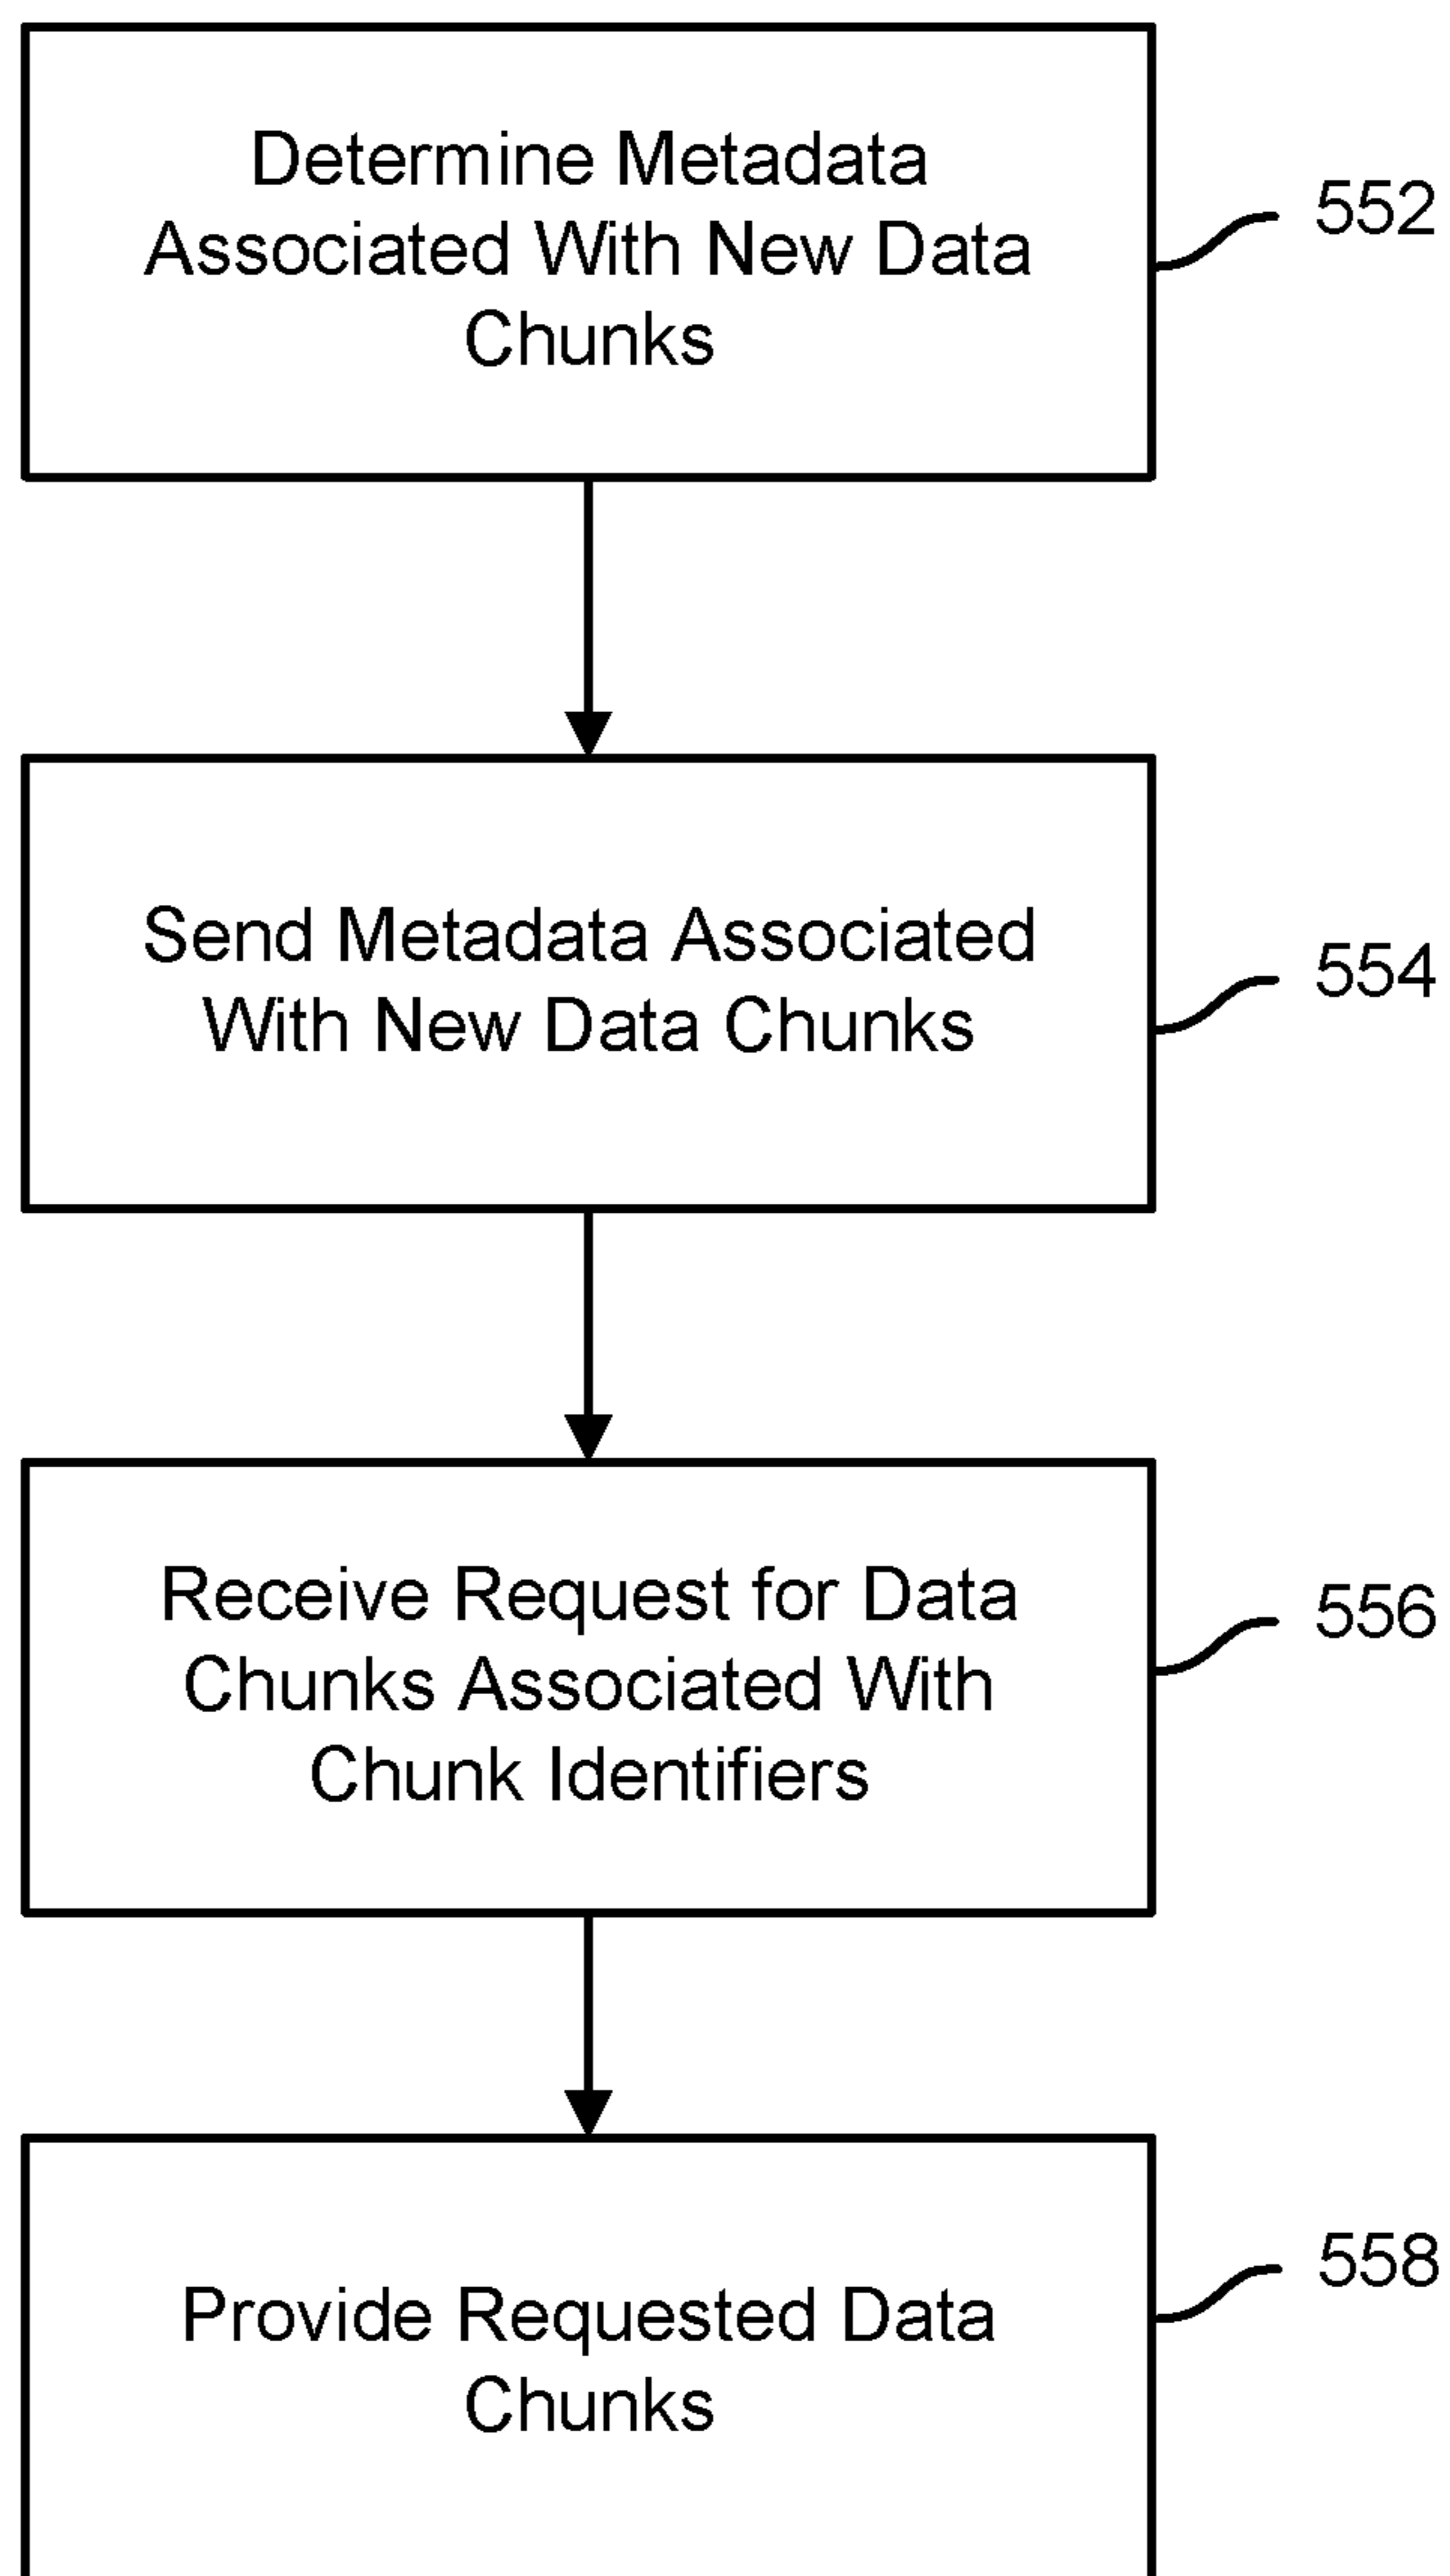 Determine Metadata
Associated With New Data
Chunks
552
Send Metadata Associated
With New Data Chunks
554
Receive Request for Data
Chunks Associated With
Chunk Identifiers
556
Provide Requested Data
Chunks
558